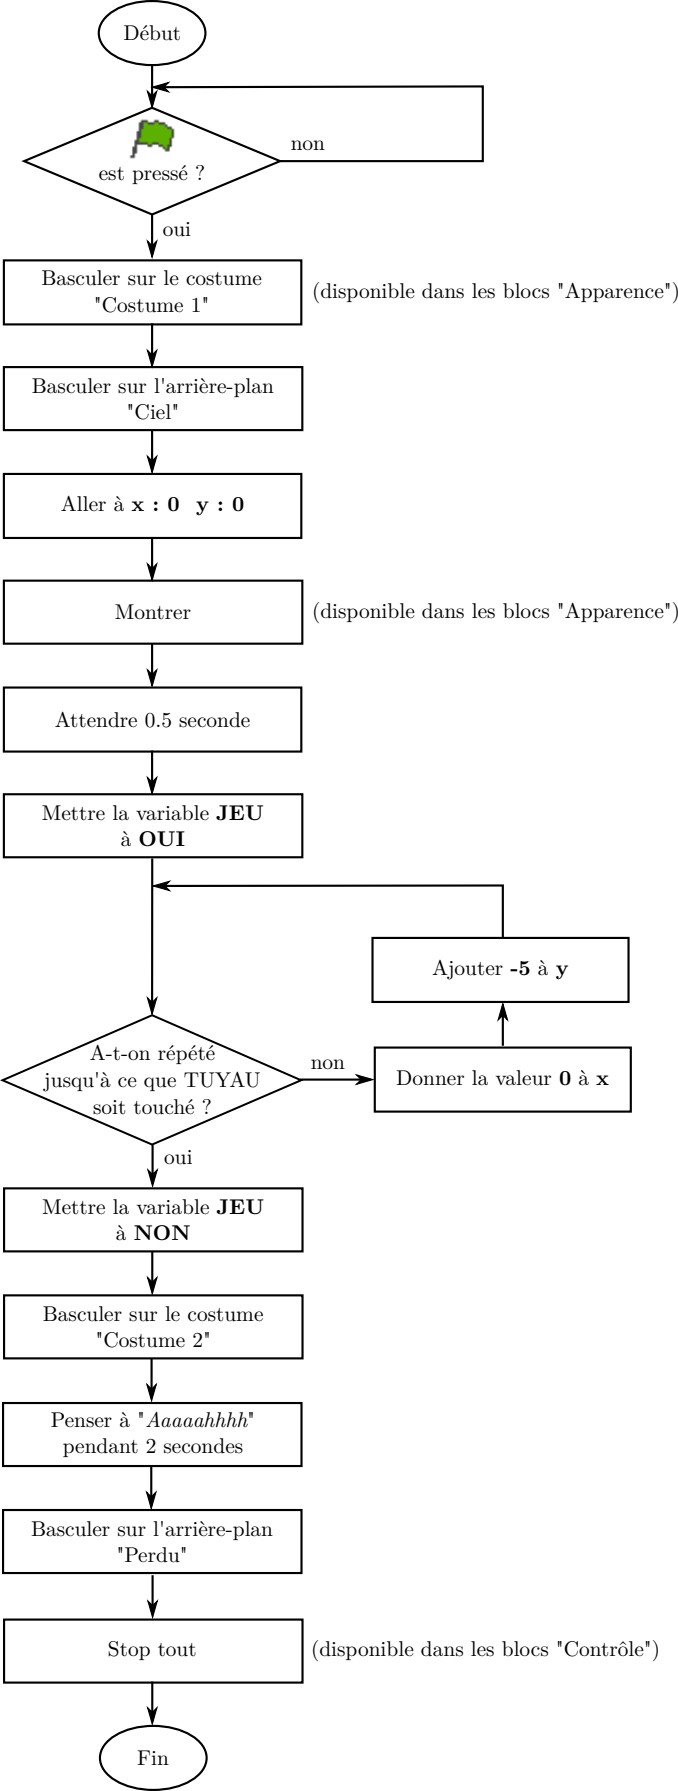 Début
est pressé ?
non
oui
Basculer sur le costume
"Costume 1"
(disponible dans les blocs "Apparence")
Basculer sur l'arrière-plan
"Ciel"
Aller à x : 0 y : 0
Montrer
(disponible dans les blocs "Apparence")
Attendre 0.5 seconde
Mettre la variable JEU
à OUI
Ajouter -5 à y
A-t-on répété
jusqu'à ce que TUYAU
soit touché ?
non
Donner la valeur 0 à x
oui
Mettre la variable JEU
à NON
Basculer sur le costume
"Costume 2"
Penser à "Aaaaahhhh"
pendant 2 secondes
Basculer sur l'arrière-plan
"Perdu"
Stop tout
(disponible dans les blocs "Contrôle")
Fin